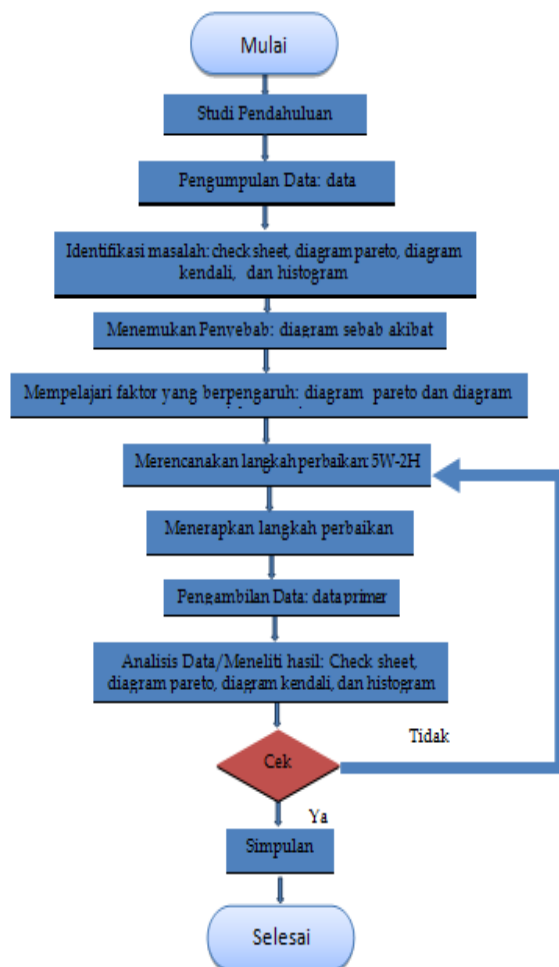 Mulai
Studi Pendahuluan
Pengumpulan Data: data
Identifikasi masalah: check sheet, diagram pareto, diagram
kendali, dan histogram
Menemukan Penyebab: diagram sebab akibat
Mempelajari faktor yang berpengaruh: diagram pareto dan diagram
Merencanakan langkah perbaikan: 5W-2H
Menerapkan langkah perbaikan
Pengambilan Data: data primer
Analisis Data/Meneliti hasil: Check sheet,
diagram pareto, diagram kendali, dan histogram
Tidak
Cek
Ya
Simpulan
Selesai